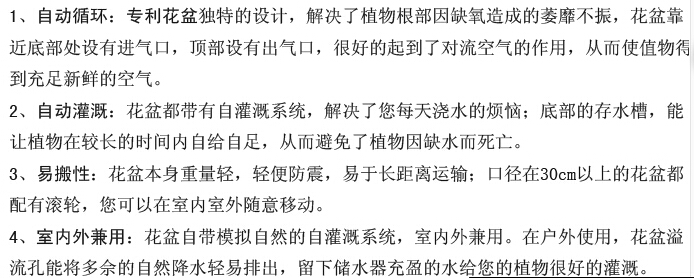 1、自动循环：专利花盆独特的设计，解决了植物根部因缺氧造成的萎靡不振，花盆靠
近底部处设有进气口，顶部设有出气口，很好的起到了对流空气的作用，从而使值物得
到充足新鲜的空气。
2、自动灌溉：花盆都带有自灌溉系统，解决了您每天浇水的烦恼；底部的存水槽，能
让植物在较长的时间内自给自足，从而避免了植物因缺水而死亡。
3、易搬性：花盆本身重量轻，轻便防震，易于长距离运输；口径在30cm以上的花盆都
配有滚轮，您可以在室内室外随意移动。
4、室内外兼用：花盆自带模拟自然的自灌溉系统，室内外兼用。在户外使用，花盆溢
流孔能将多余的自然降水轻易排出，留下储水器充盈的水给您的植物很好的灌溉。